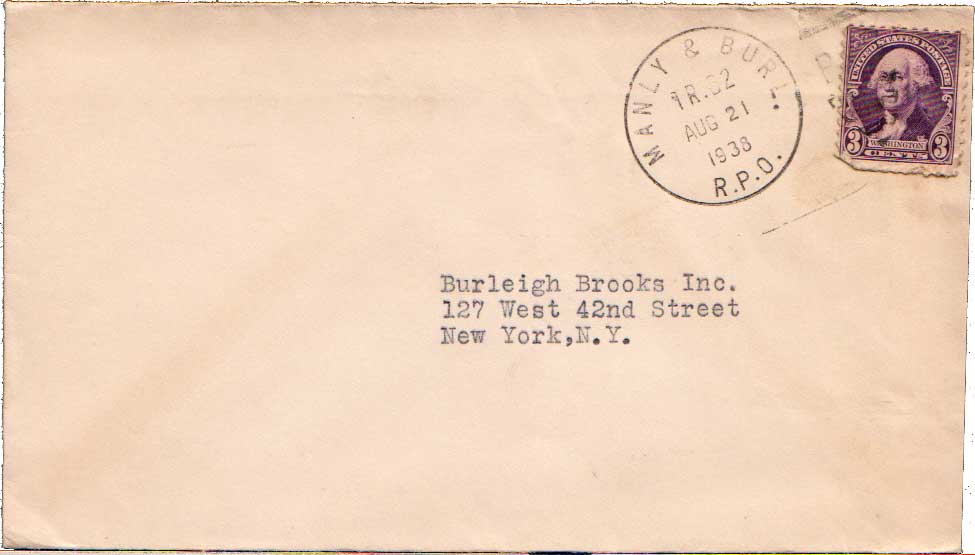 MANLY & BURL.
TR.62
AUG 21
1938
R.P.O.
UNITED STATES POSTAGE
3 WASHINGTON 3
CENTS
Burleigh Brooks Inc.
127 West 42nd Street
New York,N.Y.